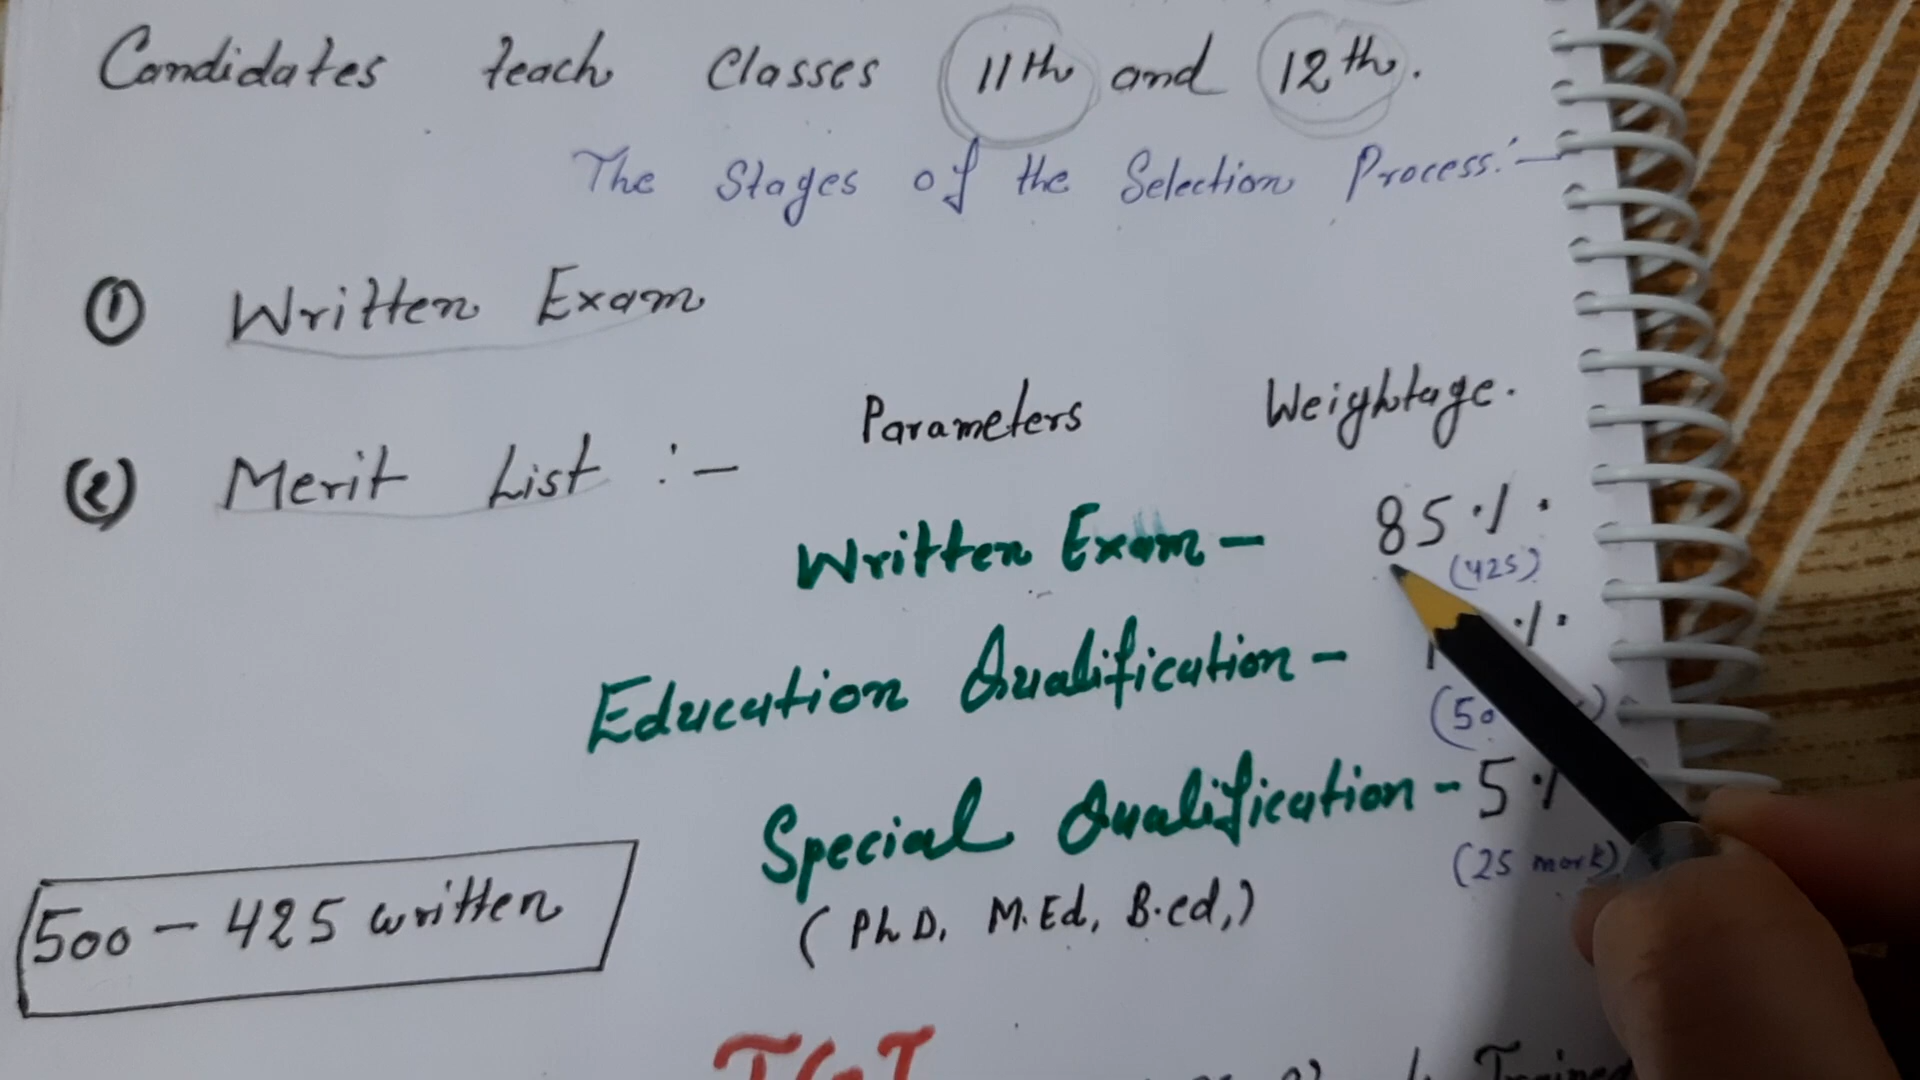 Candidates teach Classes 11th and 12th.
The Stages of the Selection Process:-
(1) Written Exam
Parameters Weightage.
(2) Merit List :-
Written Exam - 85%
(425)
Education Qualification - %
(50
Special Qualification - 5%
(25 mark)
(Ph.D, M.Ed, B.ed,)
500 - 425 written
TGT
Trained